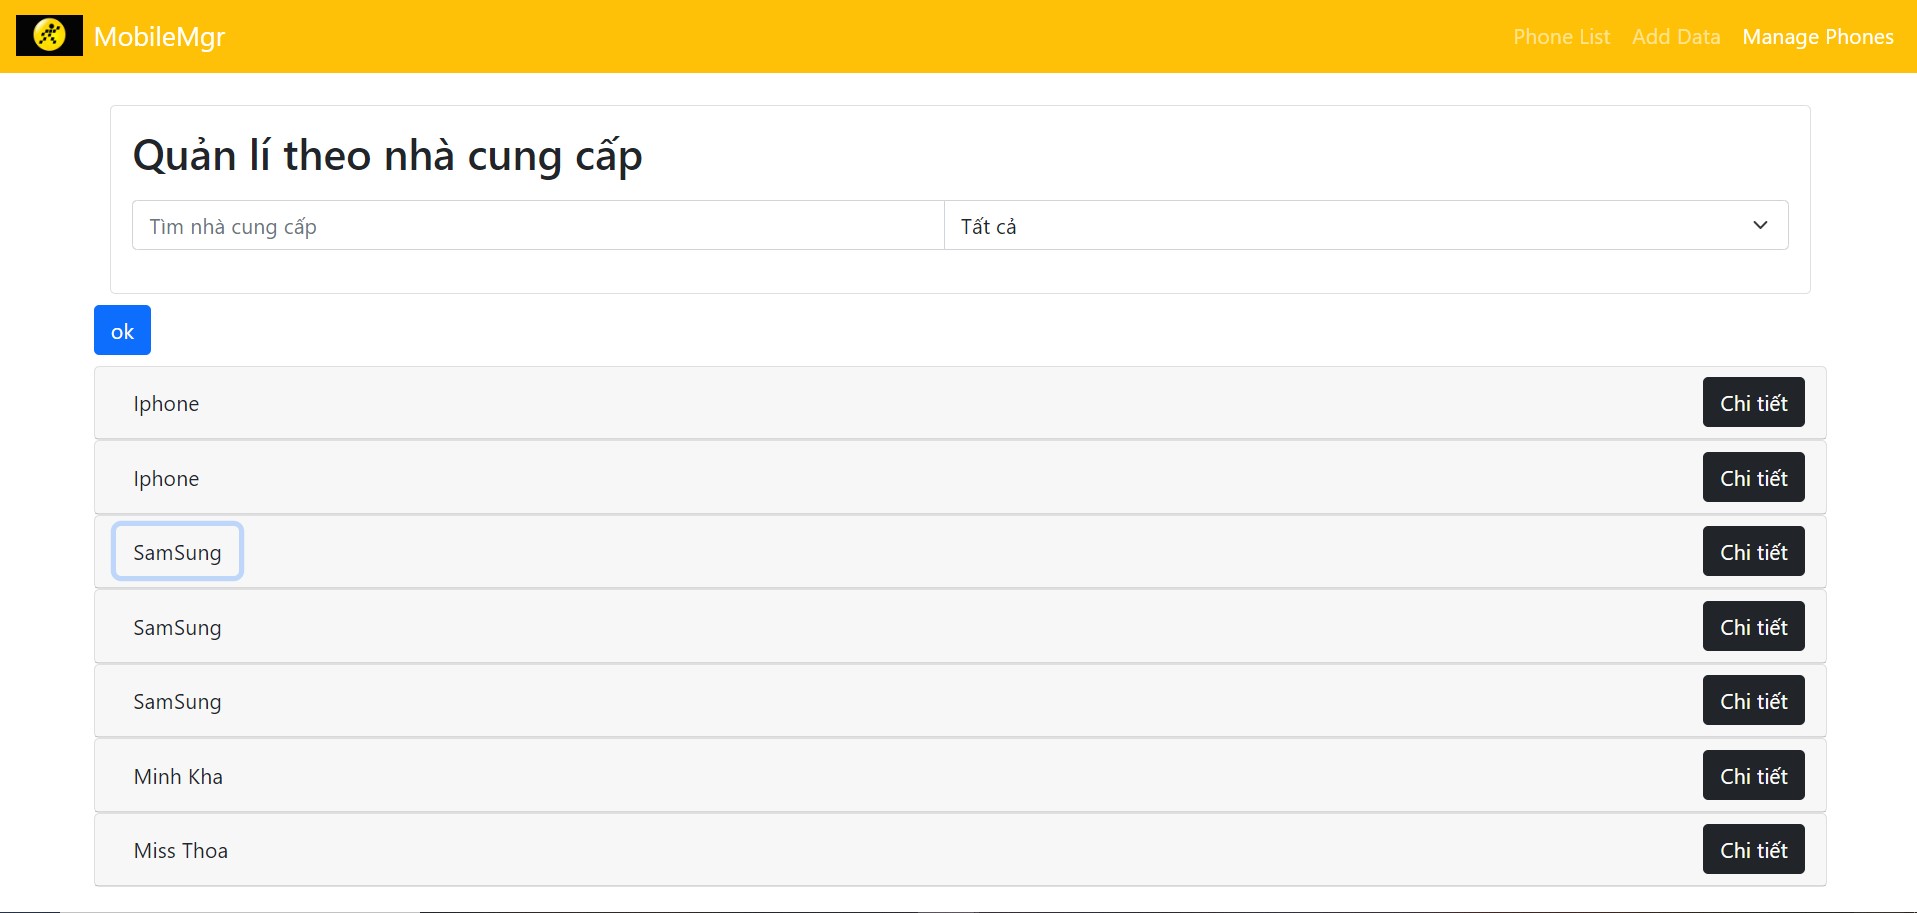 MobileMgr Phone List Add Data Manage Phones
Quản lí theo nhà cung cấp
Tìm nhà cung cấp Tất cả
ok
Iphone Chi tiết
Iphone Chi tiết
SamSung Chi tiết
SamSung Chi tiết
SamSung Chi tiết
Minh Kha Chi tiết
Miss Thoa Chi tiết